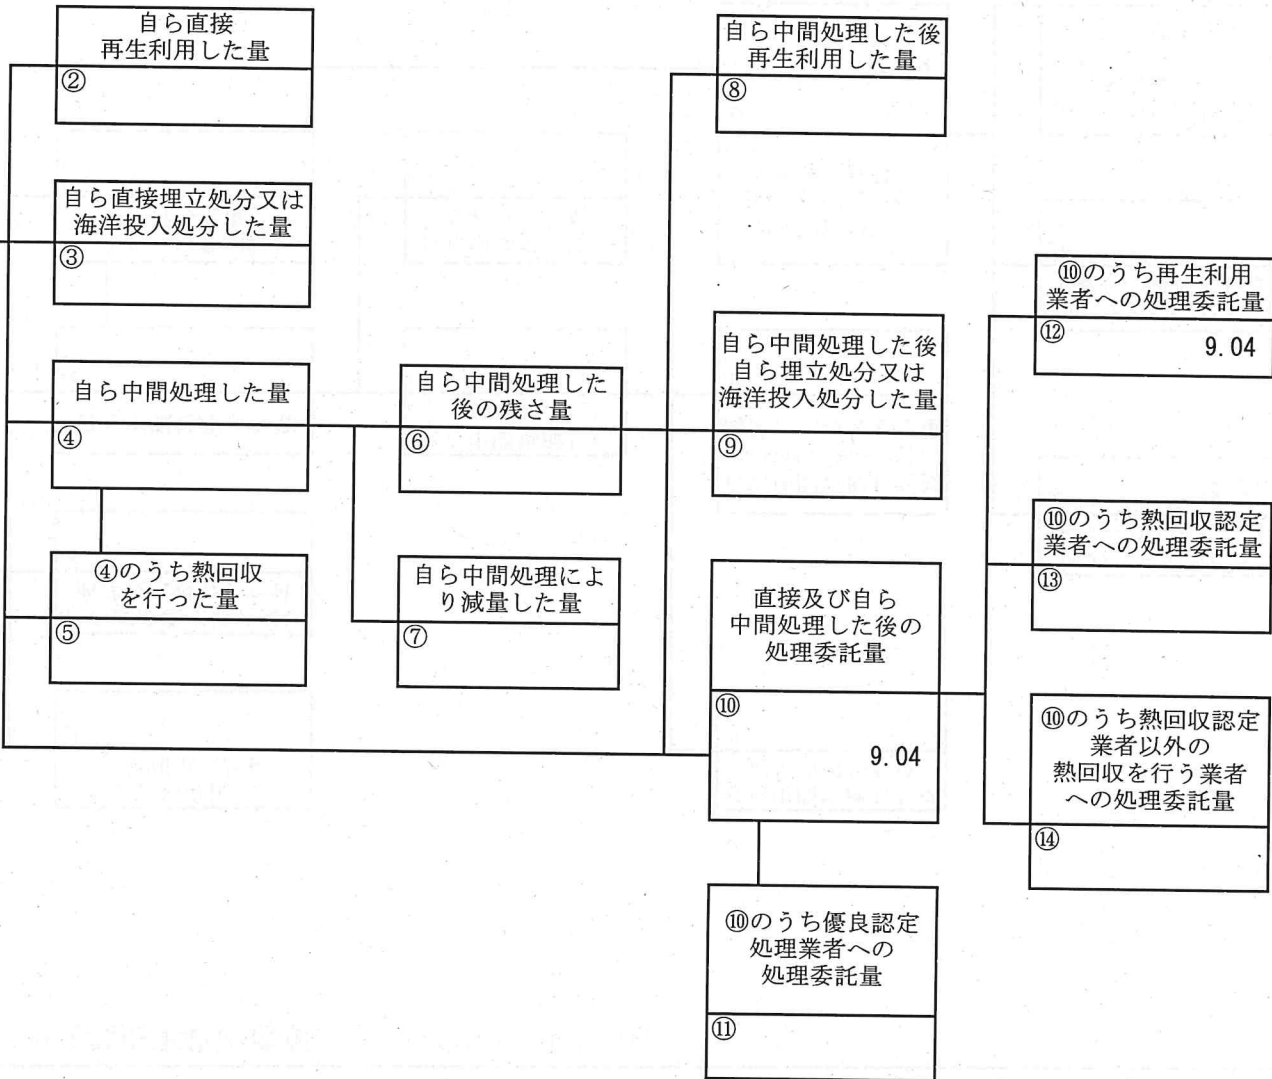 自ら直接
再生利用した量
②
自ら直接埋立処分又は
海洋投入処分した量
③
自ら中間処理した量
④
④のうち熱回収
を行った量
⑤
自ら中間処理した
後の残さ量
⑥
自ら中間処理によ
り減量した量
⑦
自ら中間処理した後
再生利用した量
⑧
自ら中間処理した後
自ら埋立処分又は
海洋投入処分した量
⑨
直接及び自ら
中間処理した後の
処理委託量
⑩
9.04
⑩のうち優良認定
処理業者への
処理委託量
⑪
⑩のうち再生利用
業者への処理委託量
⑫
9.04
⑩のうち熱回収認定
業者への処理委託量
⑬
⑩のうち熱回収認定
業者以外の
熱回収を行う業者
への処理委託量
⑭